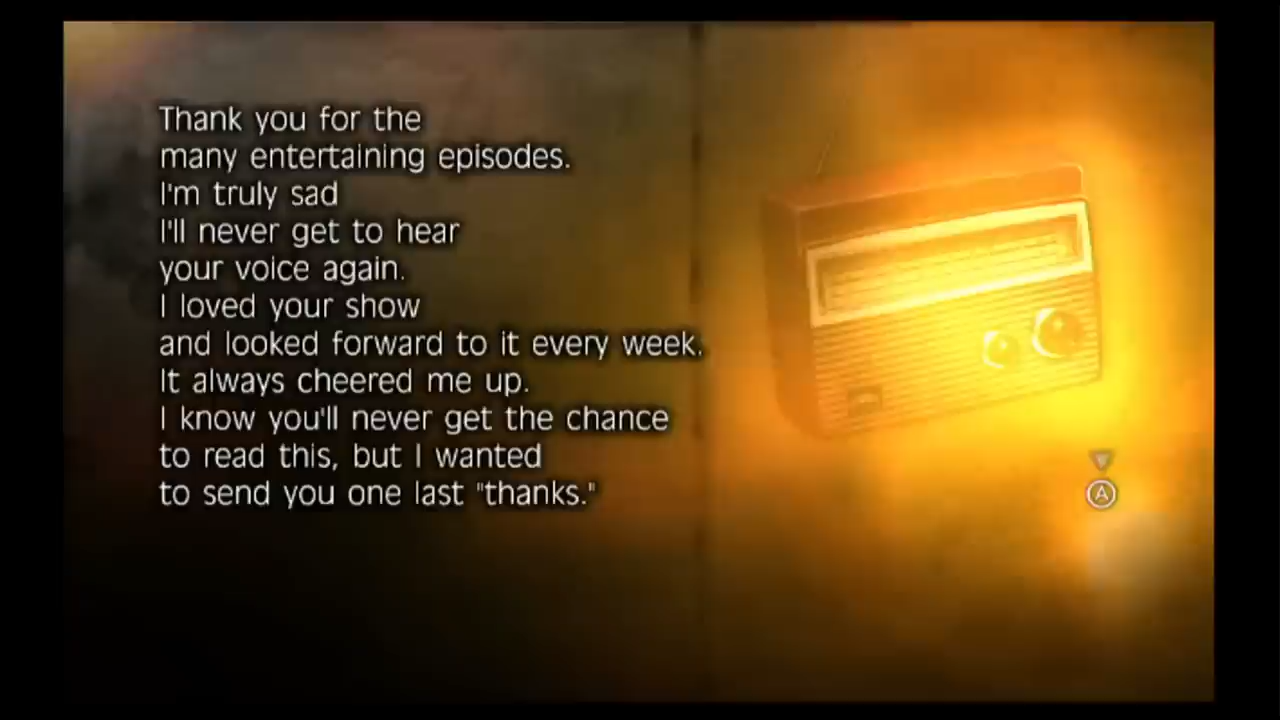 Thank you for the
many entertaining episodes.
I'm truly sad
I'll never get to hear
your voice again.
I loved your show
and looked forward to it every week.
It always cheered me up.
I know you'll never get the chance
to read this, but I wanted
to send you one last "thanks."
A